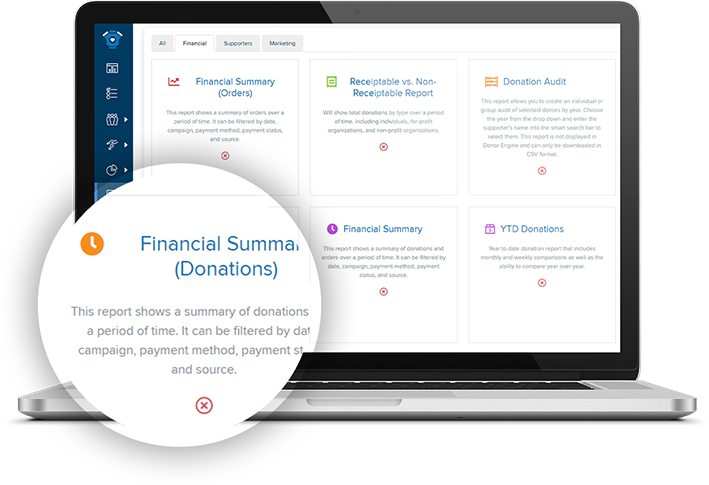 All
Financial
Supporters
Marketing
Financial Summary
(Orders)
This report shows a summary of orders over a
period of time. It can be filtered by date,
campaign, payment method, payment status,
and source.
Receiptable vs. Non-
Receiptable Report
Will show total donations by type over a period
of time, including individuals, for-profit
organizations, and non-profit organizations.
Donation Audit
This report allows you to create an individual or
group audit of selected donors by year. Choose
the year from the drop down and enter the
supporter's name into the smart search bar to
select them. This report is not displayed in
Donor Engine and can only be downloaded in
CSV format.
Financial Summar
(Donations)
This report shows a summary of donations
a period of time. It can be filtered by dat
campaign, payment method, payment st
and source.
Financial Summary
This report shows a summary of donations and
orders over a period of time. It can be filtered by
date, campaign, payment method, payment
status, and source.
YTD Donations
Year to date donation report that includes
monthly and weekly comparisons as well as the
ability to compare year over year.